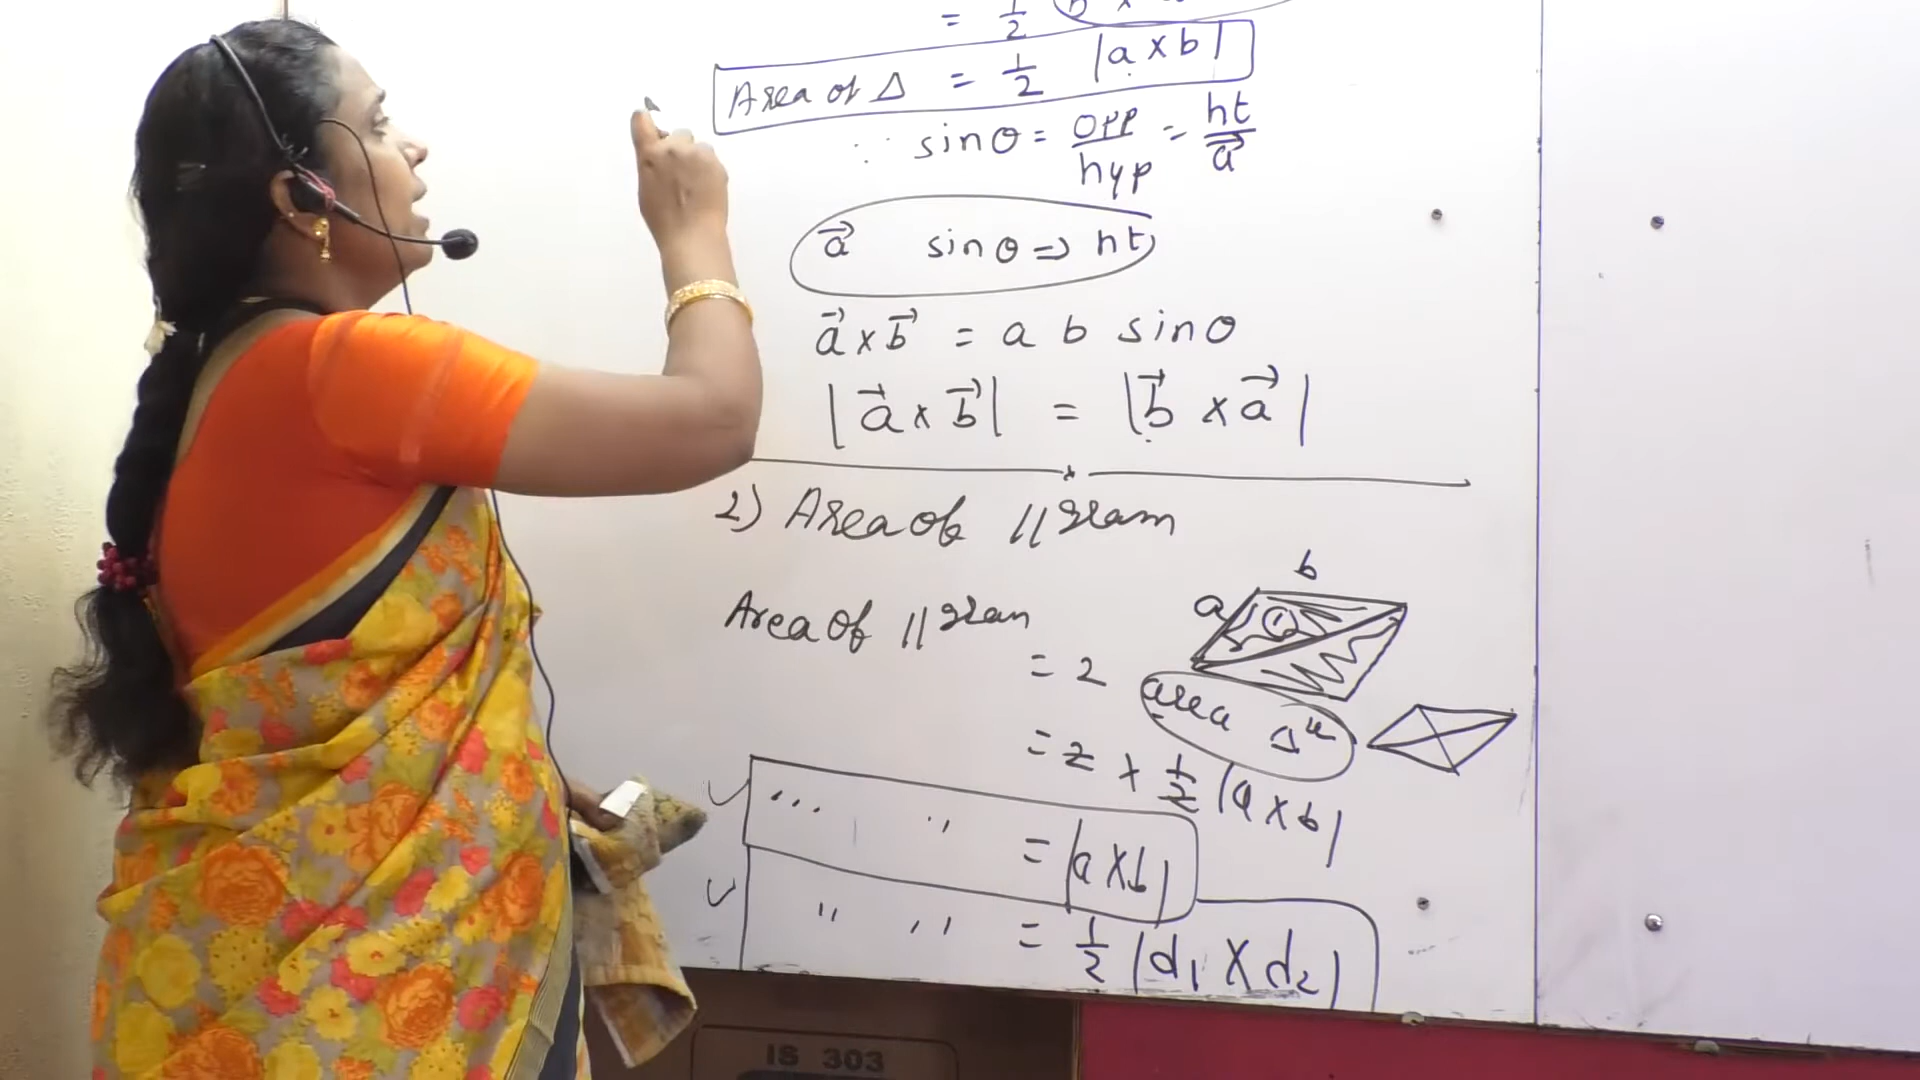 = 1/2 b x
Area of Δ = 1/2 |a x b|
∵ sinθ = opp/hyp = ht/a⃗
a⃗ sinθ => ht
a⃗ x b⃗ = a b sinθ
|a⃗ x b⃗| = |b⃗ x a⃗|
2) Area of ||gram
b
a
1
Area of ||gram
= 2 area Δle
= 2 x 1/2 |a x b|
... " = |a x b|
" " = 1/2 |d1 x d2|
IS 303